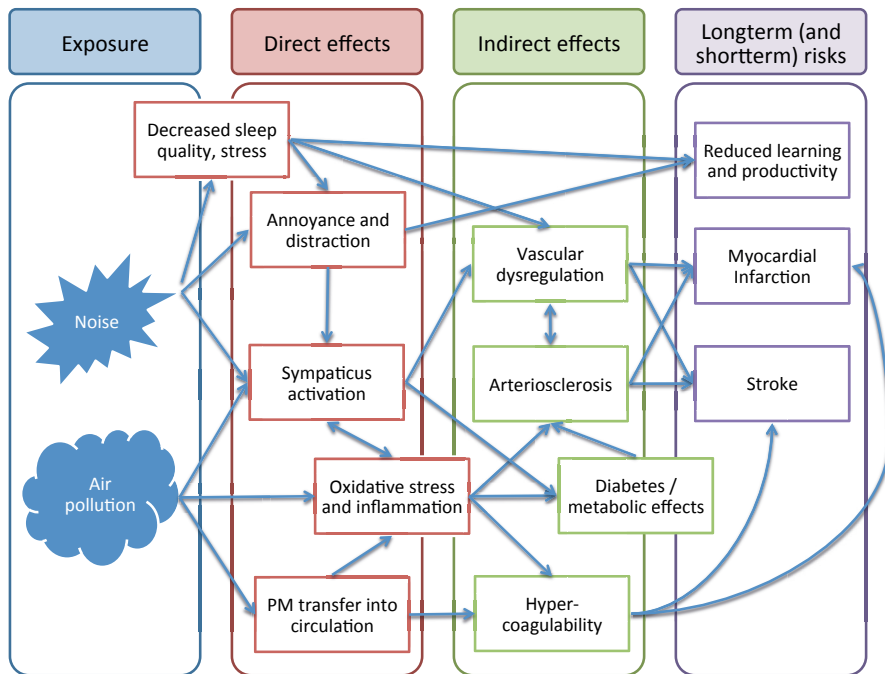 Exposure
Direct effects
Indirect effects
Longterm (and
shortterm) risks
Decreased sleep
quality, stress
Reduced learning
and productivity
Annoyance and
distraction
Vascular
dysregulation
Myocardial
Infarction
Noise
Sympaticus
activation
Arteriosclerosis
Stroke
Air
pollution
Oxidative stress
and inflammation
Diabetes /
metabolic effects
PM transfer into
circulation
Hyper-
coagulability